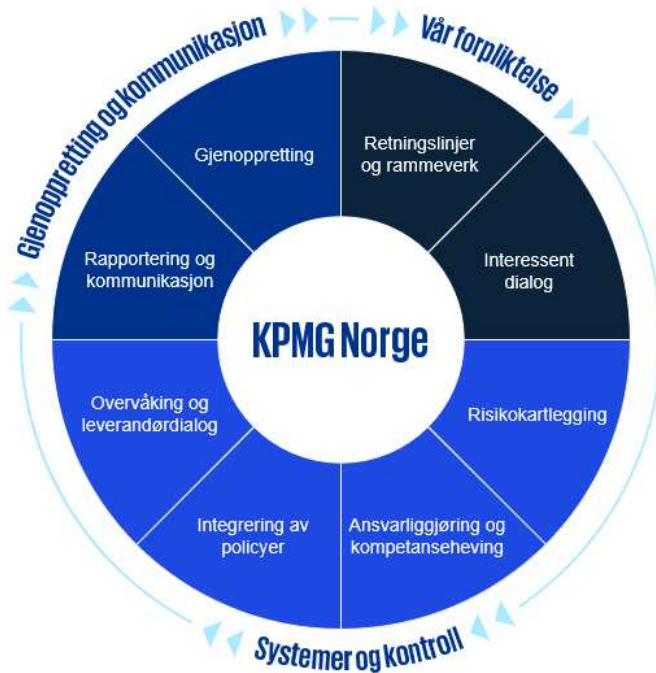 Gjenoppretting og kommunikasjon
Vår forpliktelse
Gjenoppretting
Retningslinjer
og rammeverk
Rapportering og
kommunikasjon
Interessent
dialog
KPMG Norge
Overvåking og
leverandørdialog
Risikokartlegging
Integrering av
policyer
Ansvarliggjøring og
kompetanseheving
Systemer og kontroll